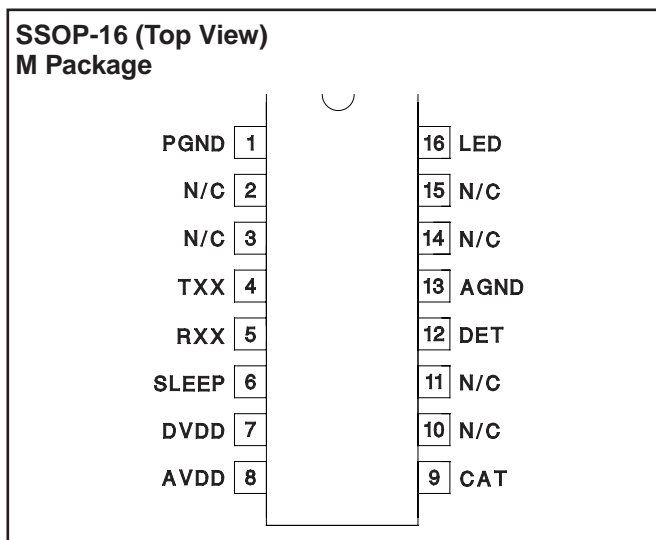 SSOP-16 (Top View)
M Package
PGND 1 16 LED
N/C 2 15 N/C
N/C 3 14 N/C
TXX 4 13 AGND
RXX 5 12 DET
SLEEP 6 11 N/C
DVDD 7 10 N/C
AVDD 8 9 CAT